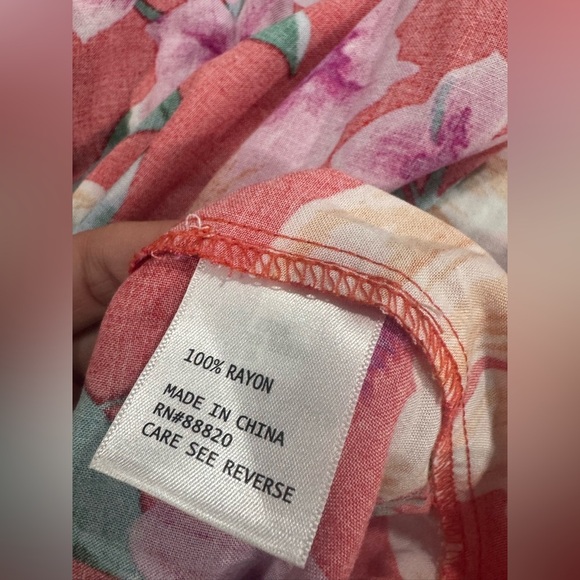 100% RAYON
MADE IN CHINA
RN#88820
CARE SEE REVERSE